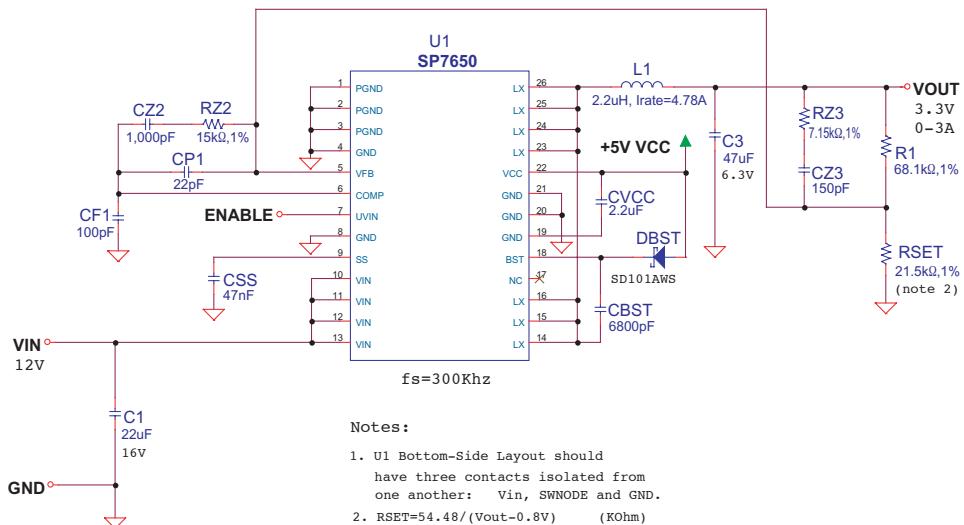 U1
SP7650
1 PGND
2 PGND
3 PGND
4 GND
5 VFB
6 COMP
7 UVIN
8 GND
9 SS
10 VIN
11 VIN
12 VIN
13 VIN
26 LX
25 LX
24 LX
23 LX
22 VCC
21 GND
20 GND
19 GND
18 BST
17 NC
16 LX
15 LX
14 LX
fs=300Khz
CZ2
1,000pF
RZ2
15kΩ,1%
CP1
22pF
CF1
100pF
ENABLE
CSS
47nF
VIN
12V
C1
22uF
16V
GND
L1
2.2uH, Irate=4.78A
+5V VCC
CVCC
2.2uF
DBST
SD101AWS
CBST
6800pF
C3
47uF
6.3V
RZ3
7.15kΩ,1%
CZ3
150pF
VOUT
3.3V
0-3A
R1
68.1kΩ,1%
RSET
21.5kΩ,1%
(note 2)
Notes:
1. U1 Bottom-Side Layout should
have three contacts isolated from
one another: Vin, SWNODE and GND.
2. RSET=54.48/(Vout-0.8V) (KOhm)